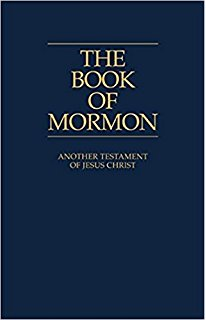 THE
BOOK
OF
MORMON
ANOTHER TESTAMENT
OF JESUS CHRIST